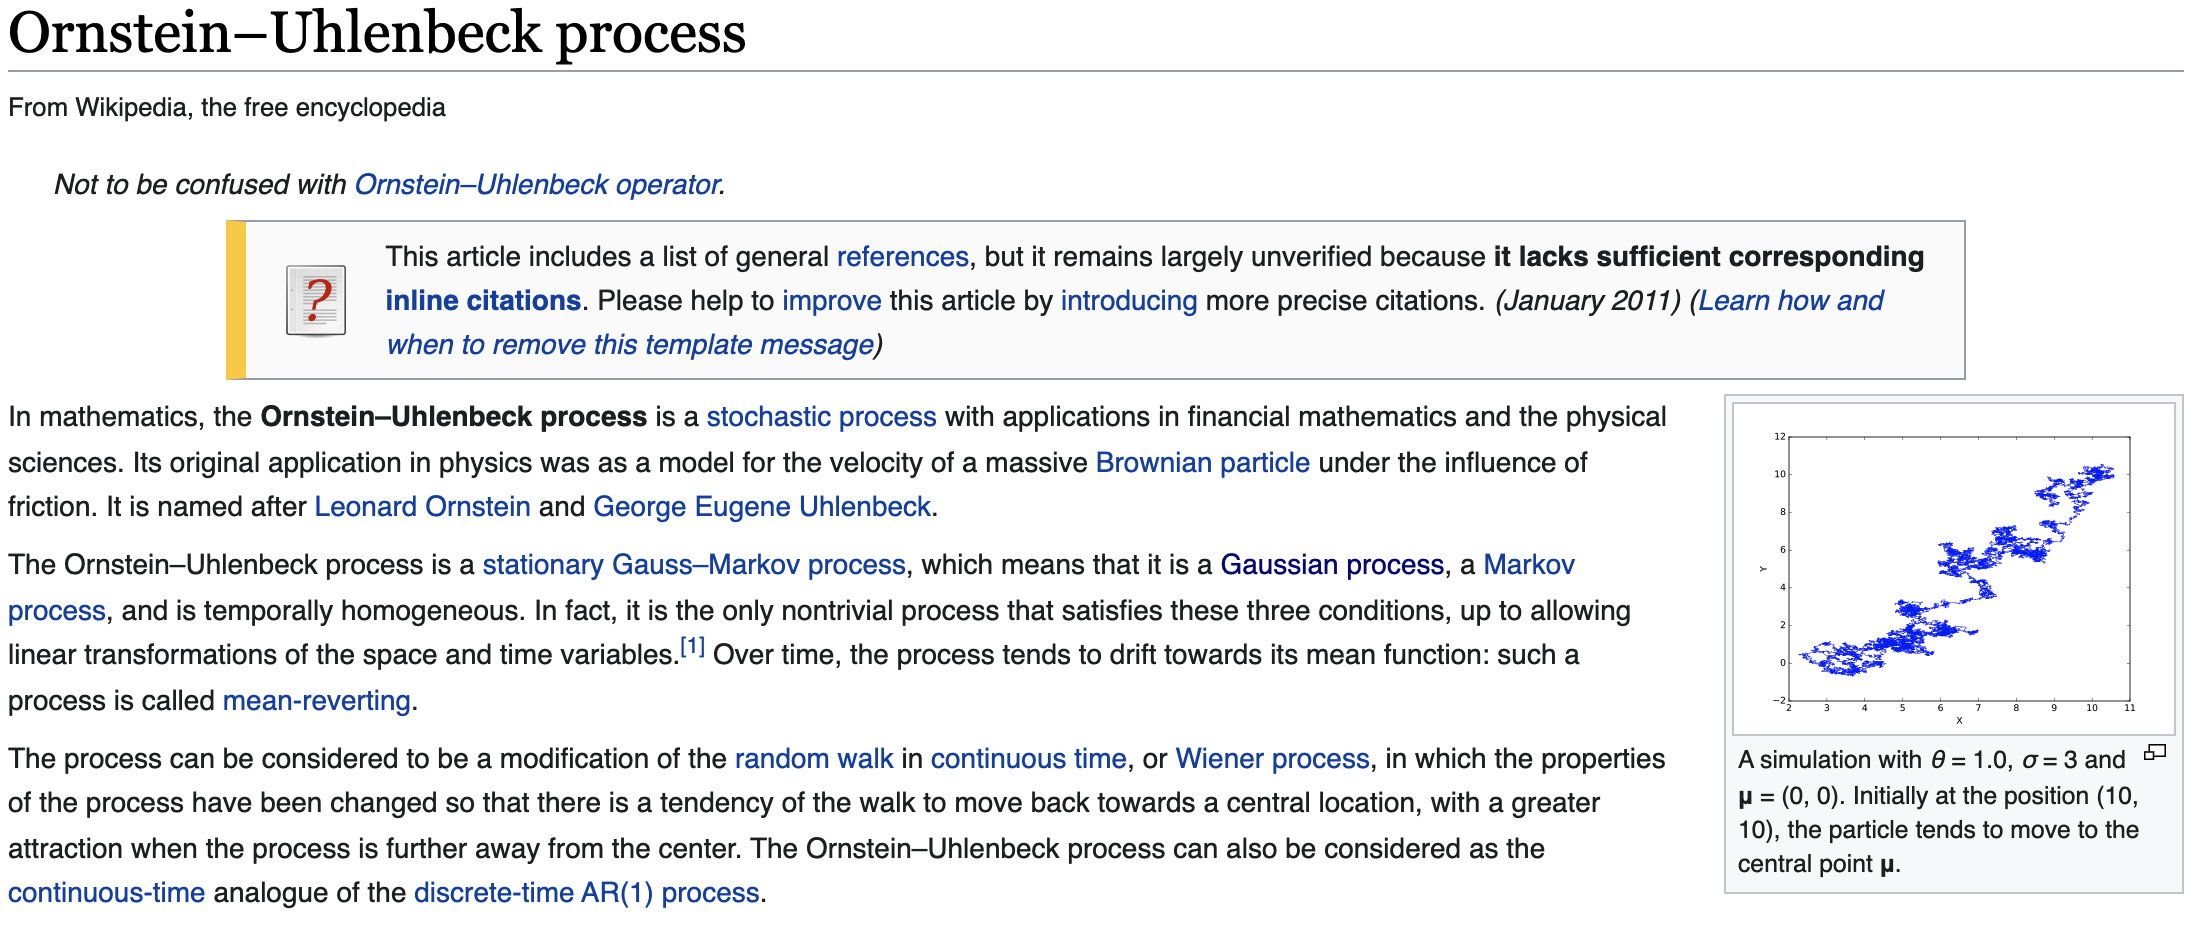 Ornstein–Uhlenbeck process
From Wikipedia, the free encyclopedia
Not to be confused with Ornstein–Uhlenbeck operator.
This article includes a list of general references, but it remains largely unverified because it lacks sufficient corresponding
inline citations. Please help to improve this article by introducing more precise citations. (January 2011) (Learn how and
when to remove this template message)
In mathematics, the Ornstein–Uhlenbeck process is a stochastic process with applications in financial mathematics and the physical
sciences. Its original application in physics was as a model for the velocity of a massive Brownian particle under the influence of
friction. It is named after Leonard Ornstein and George Eugene Uhlenbeck.
The Ornstein–Uhlenbeck process is a stationary Gauss–Markov process, which means that it is a Gaussian process, a Markov
process, and is temporally homogeneous. In fact, it is the only nontrivial process that satisfies these three conditions, up to allowing
linear transformations of the space and time variables.[1] Over time, the process tends to drift towards its mean function: such a
process is called mean-reverting.
The process can be considered to be a modification of the random walk in continuous time, or Wiener process, in which the properties
of the process have been changed so that there is a tendency of the walk to move back towards a central location, with a greater
attraction when the process is further away from the center. The Ornstein–Uhlenbeck process can also be considered as the
continuous-time analogue of the discrete-time AR(1) process.
12
10
8
6
4
2
0
−2
Y
2 3 4 5 6 7 8 9 10 11
X
A simulation with θ = 1.0, σ = 3 and
μ = (0, 0). Initially at the position (10,
10), the particle tends to move to the
central point μ.